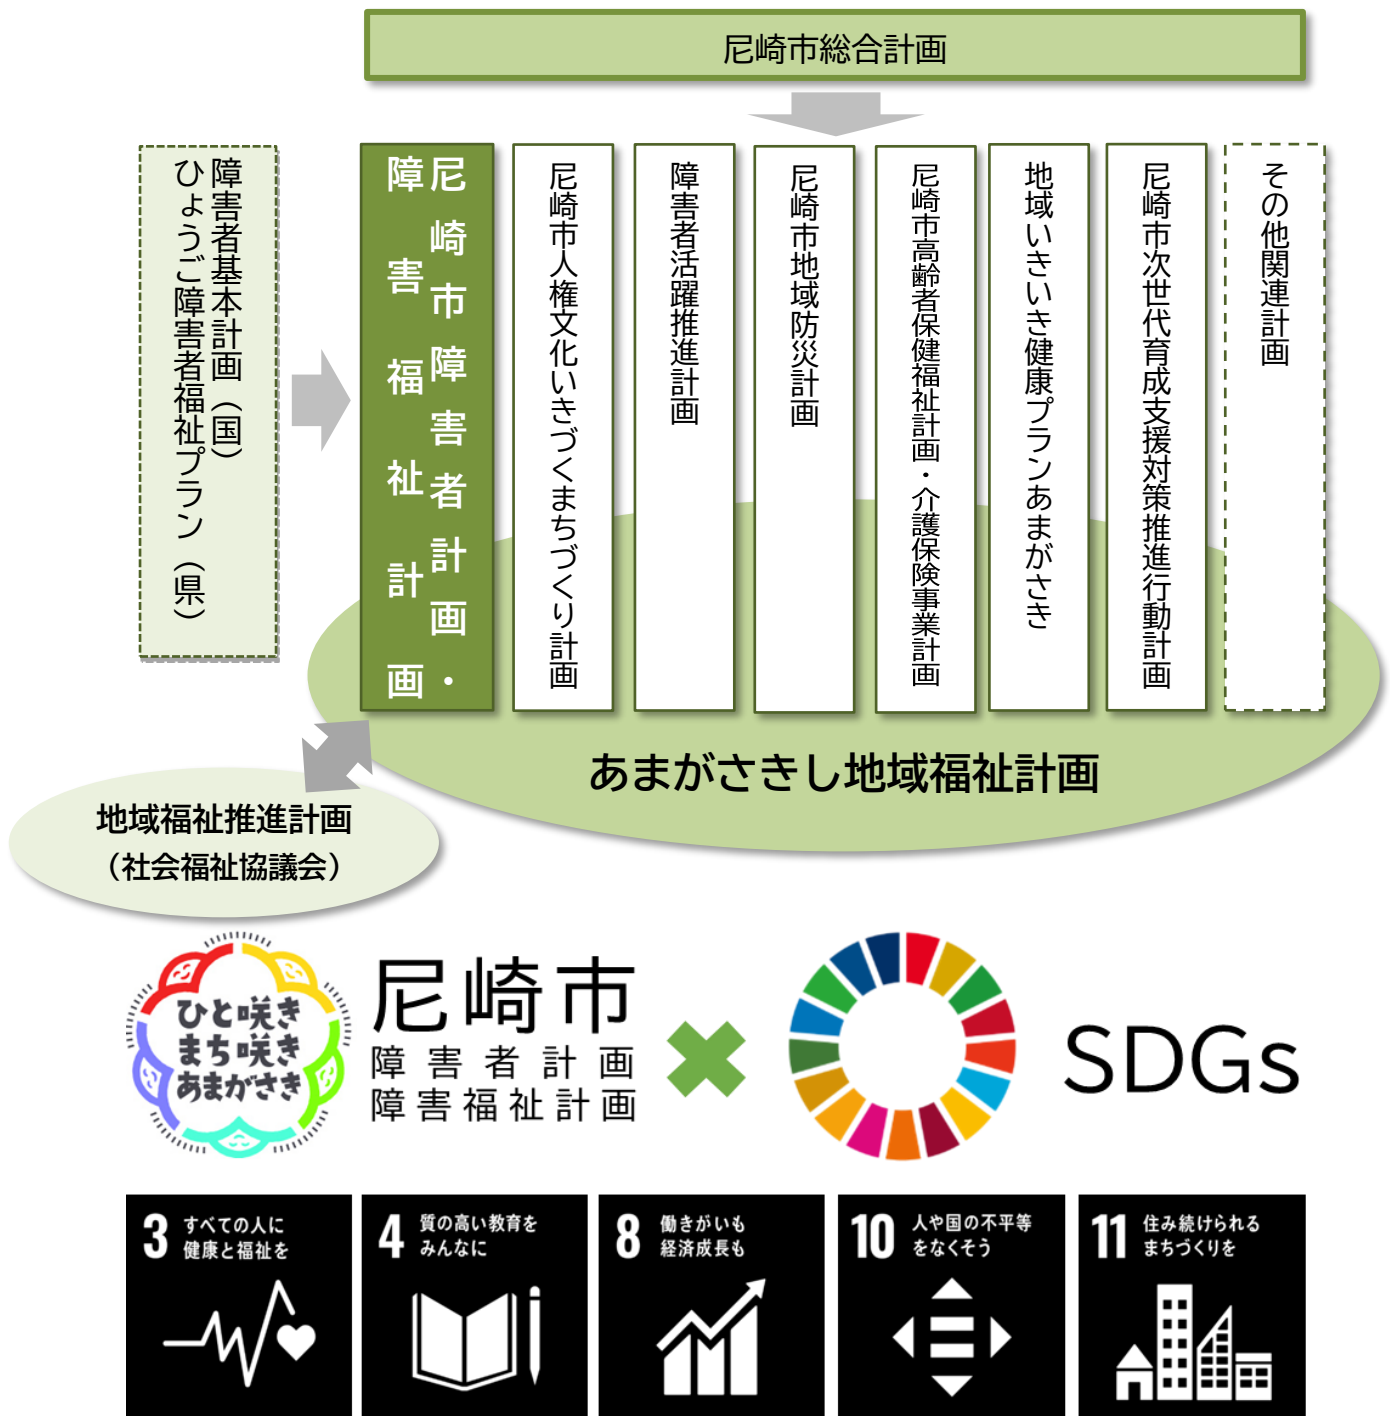 尼崎市総合計画
障害者基本計画（国）
ひょうご障害者福祉プラン（県）
尼崎市障害者計画・
障害福祉計画
尼崎市人権文化いきづくまちづくり計画
障害者活躍推進計画
尼崎市地域防災計画
尼崎市高齢者保健福祉計画・介護保険事業計画
地域いきいき健康プランあまがさき
尼崎市次世代育成支援対策推進行動計画
その他関連計画
あまがさきし地域福祉計画
地域福祉推進計画
（社会福祉協議会）
ひと咲き
まち咲き
あまがさき
尼崎市
障害者計画
障害福祉計画
SDGs
3 すべての人に
健康と福祉を
4 質の高い教育を
みんなに
8 働きがいも
経済成長も
10 人や国の不平等
をなくそう
11 住み続けられる
まちづくりを